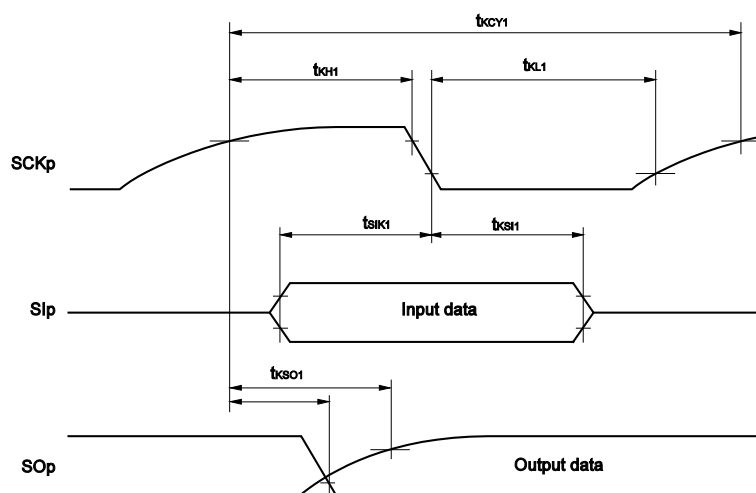 tKCY1
tKH1
tKL1
SCKp
tSIK1
tKSI1
SIp
Input data
tKSO1
SOp
Output data